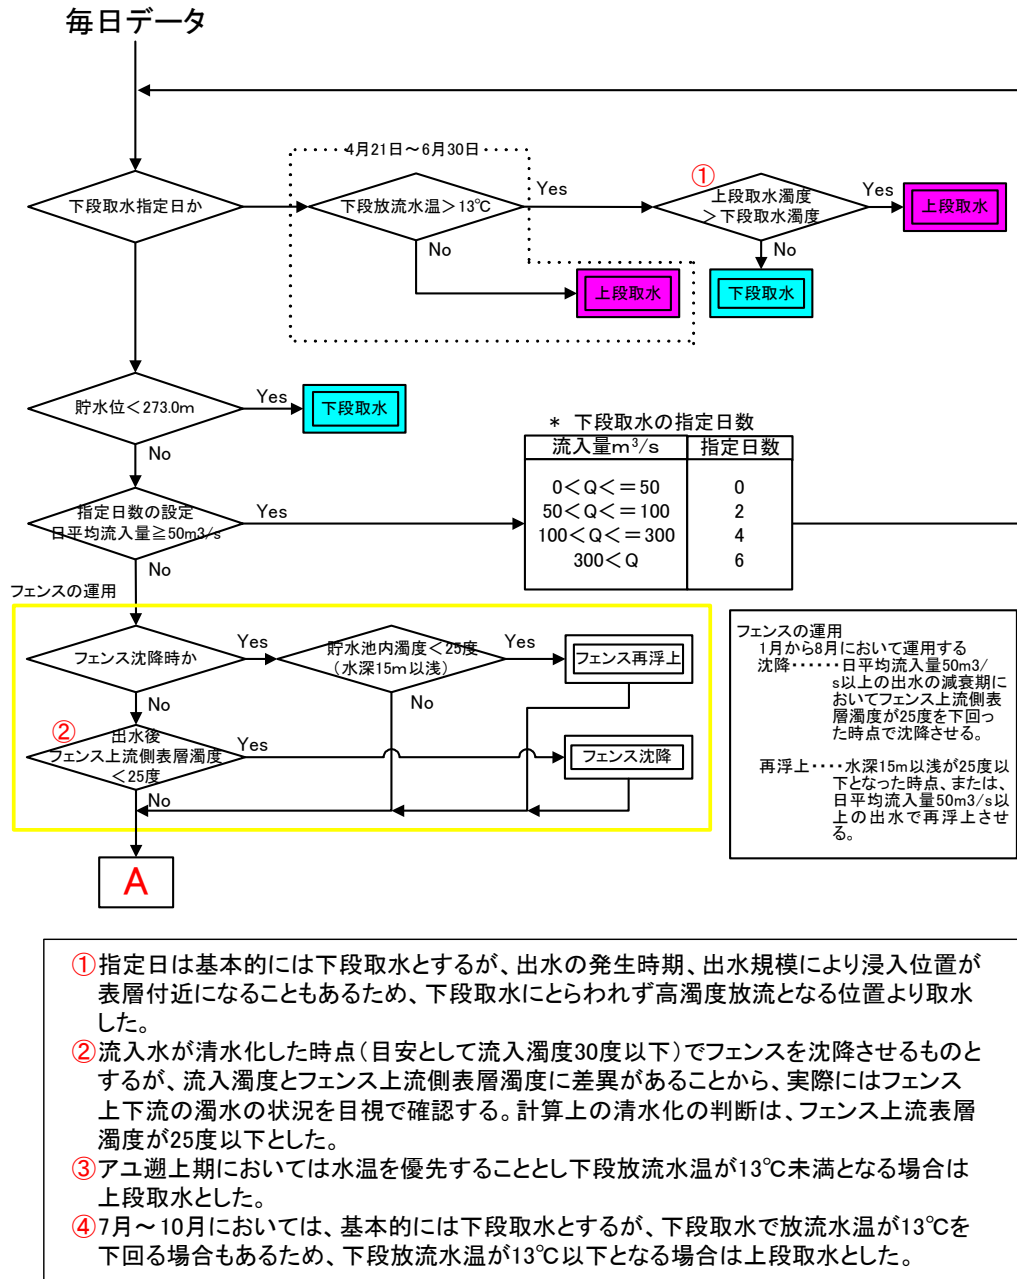 毎日データ
4月21日～6月30日
下段取水指定日か
下段放流水温＞13℃
Yes
No
①
上段取水濁度
＞下段取水濁度
Yes
No
上段取水
上段取水
下段取水
貯水位＜273.0m
Yes
No
下段取水
＊ 下段取水の指定日数
流入量m³/s 指定日数
0＜Q＜＝50 0
50＜Q＜＝100 2
100＜Q＜＝300 4
300＜Q 6
指定日数の設定
日平均流入量≧50m3/s
Yes
No
フェンスの運用
フェンス沈降時か
Yes
No
貯水池内濁度＜25度
（水深15m以浅）
Yes
No
フェンス再浮上
②
出水後
フェンス上流側表層濁度
＜25度
Yes
No
フェンス沈降
A
フェンスの運用
1月から8月において運用する
沈降‥‥‥日平均流入量50m3/
s以上の出水の減衰期に
おいてフェンス上流側表
層濁度が25度を下回っ
た時点で沈降させる。
再浮上‥‥水深15m以浅が25度以
下となった時点、または、
日平均流入量50m3/s以
上の出水で再浮上させ
る。
①指定日は基本的には下段取水とするが、出水の発生時期、出水規模により浸入位置が
表層付近になることもあるため、下段取水にとらわれず高濁度放流となる位置より取水
した。
②流入水が清水化した時点（目安として流入濁度30度以下）でフェンスを沈降させるものと
するが、流入濁度とフェンス上流側表層濁度に差異があることから、実際にはフェンス
上下流の濁水の状況を目視で確認する。計算上の清水化の判断は、フェンス上流表層
濁度が25度以下とした。
③アユ遡上期においては水温を優先することとし下段放流水温が13℃未満となる場合は
上段取水とした。
④7月～10月においては、基本的には下段取水とするが、下段取水で放流水温が13℃を
下回る場合もあるため、下段放流水温が13℃以下となる場合は上段取水とした。